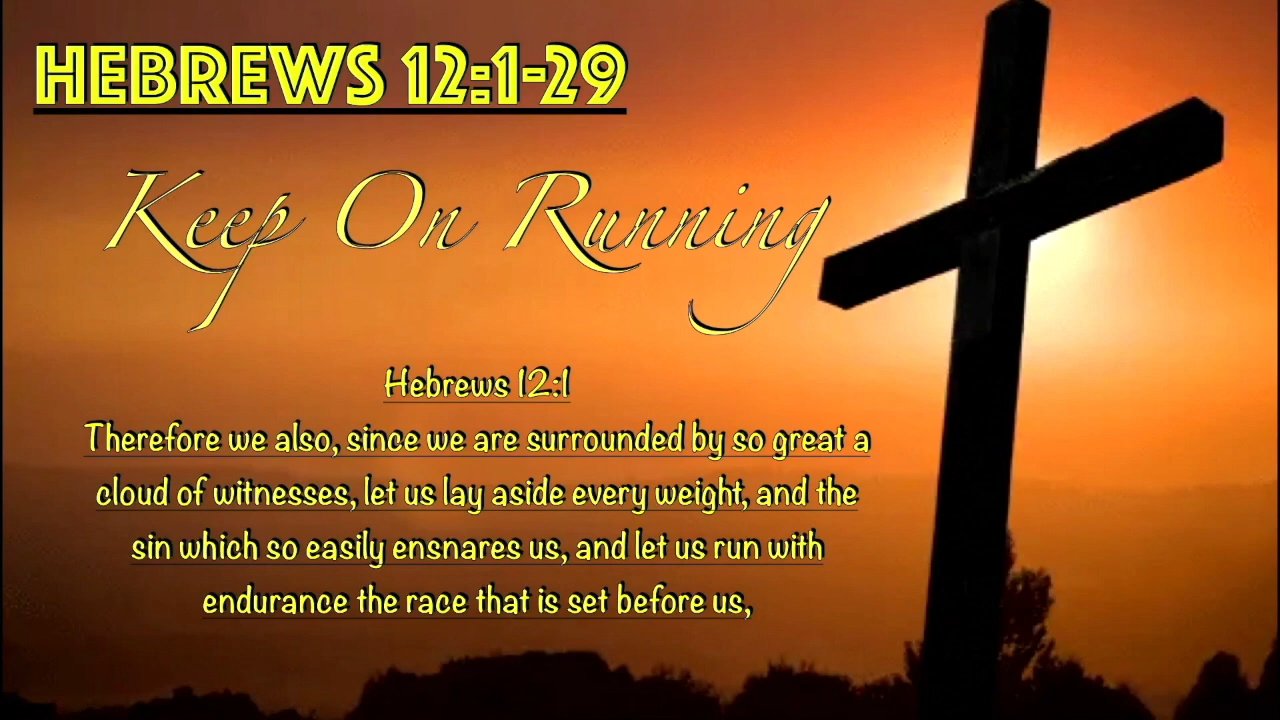 HEBREWS 12:1-29
Keep On Running
Hebrews 12:1
Therefore we also, since we are surrounded by so great a
cloud of witnesses, let us lay aside every weight, and the
sin which so easily ensnares us, and let us run with
endurance the race that is set before us,